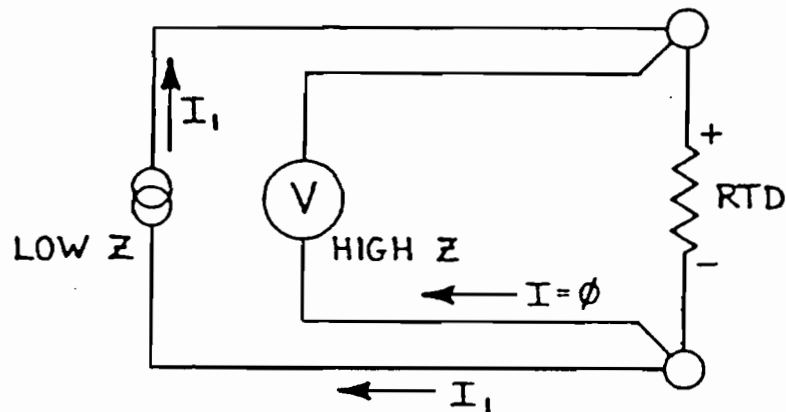 I₁
+
V
RTD
LOW Z
HIGH Z
−
I = ∅
I₁